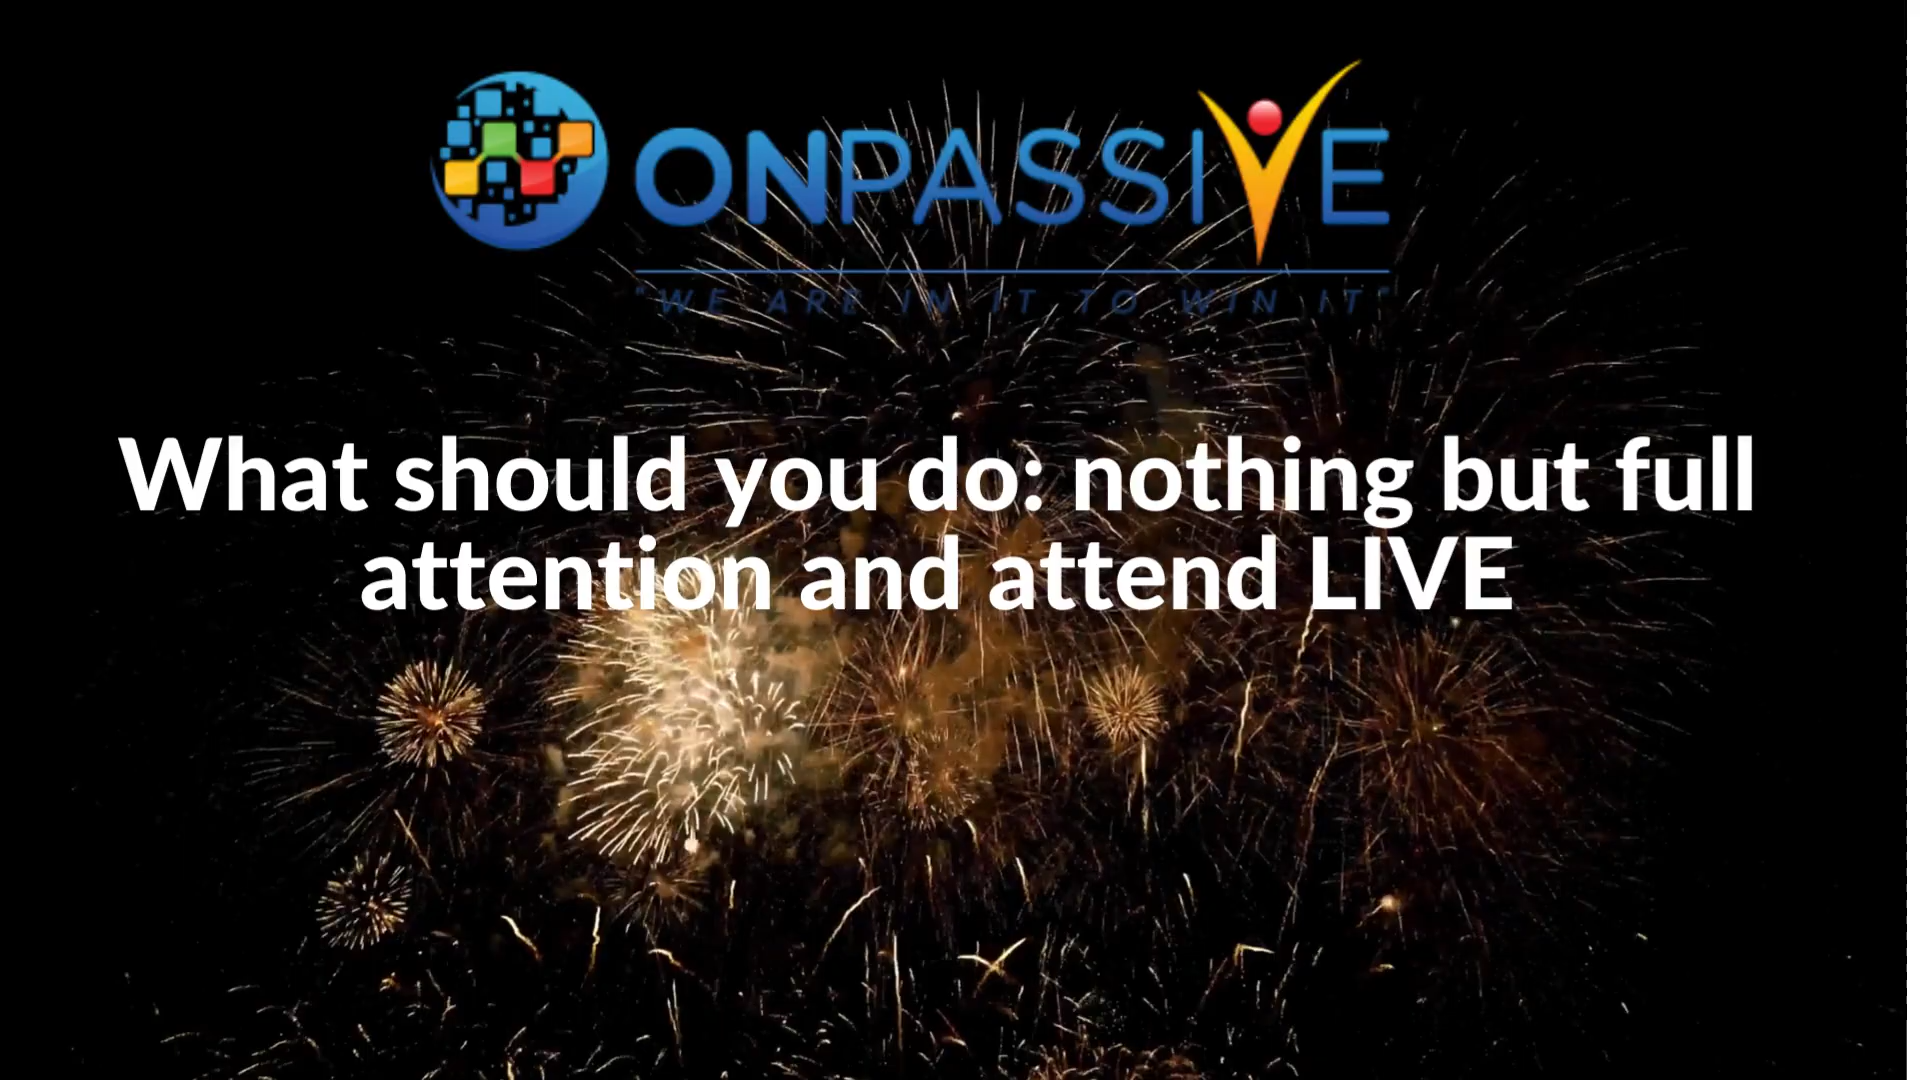 ONPASSIVE
"WE ARE IN IT TO WIN IT"
What should you do: nothing but full
attention and attend LIVE